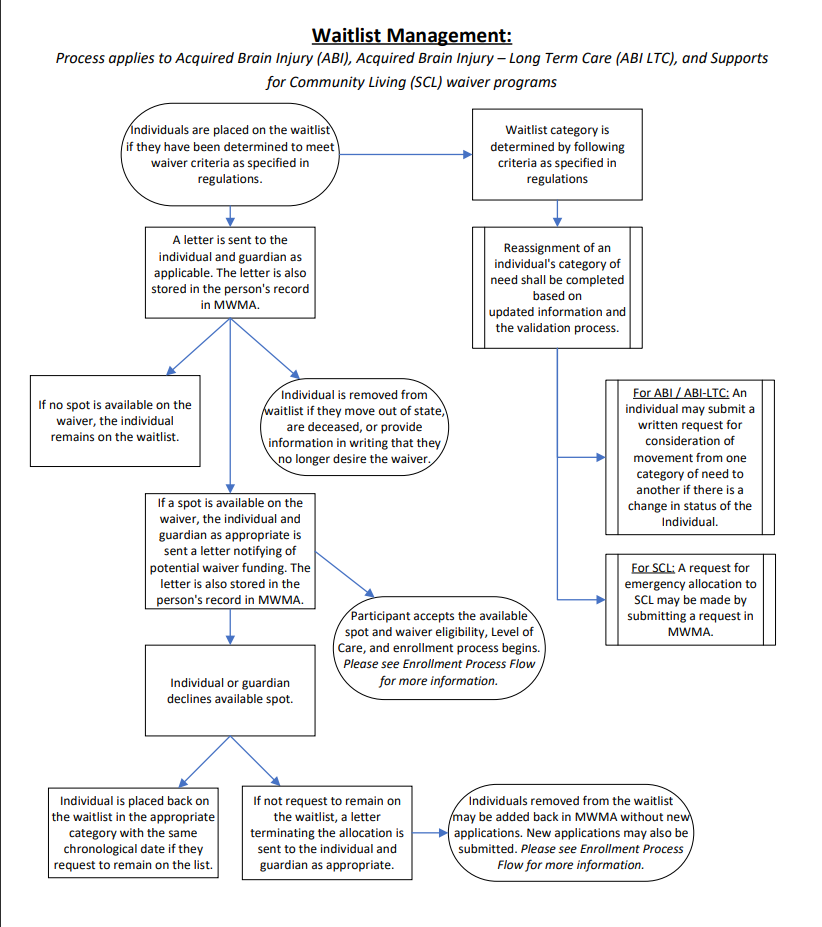 Waitlist Management:
Process applies to Acquired Brain Injury (ABI), Acquired Brain Injury – Long Term Care (ABI LTC), and Supports
for Community Living (SCL) waiver programs
Individuals are placed on the waitlist
if they have been determined to meet
waiver criteria as specified in
regulations.
Waitlist category is
determined by following
criteria as specified in
regulations
A letter is sent to the
individual and guardian as
applicable. The letter is also
stored in the person's record
in MWMA.
Reassignment of an
individual's category of
need shall be completed
based on
updated information and
the validation process.
If no spot is available on the
waiver, the individual
remains on the waitlist.
Individual is removed from
waitlist if they move out of state,
are deceased, or provide
information in writing that they
no longer desire the waiver.
For ABI / ABI-LTC: An
individual may submit a
written request for
consideration of
movement from one
category of need to
another if there is a
change in status of the
Individual.
If a spot is available on the
waiver, the individual and
guardian as appropriate is
sent a letter notifying of
potential waiver funding. The
letter is also stored in the
person's record in MWMA.
For SCL: A request for
emergency allocation to
SCL may be made by
submitting a request in
MWMA.
Participant accepts the available
spot and waiver eligibility, Level of
Care, and enrollment process begins.
Please see Enrollment Process Flow
for more information.
Individual or guardian
declines available spot.
Individual is placed back on
the waitlist in the appropriate
category with the same
chronological date if they
request to remain on the list.
If not request to remain on
the waitlist, a letter
terminating the allocation is
sent to the individual and
guardian as appropriate.
Individuals removed from the waitlist
may be added back in MWMA without new
applications. New applications may also be
submitted. Please see Enrollment Process
Flow for more information.